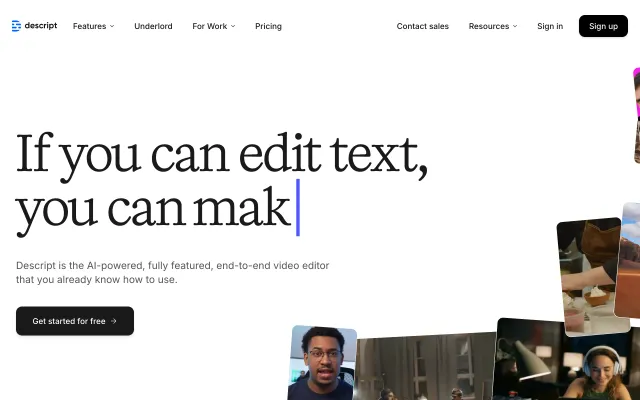 descript
Features
Underlord
For Work
Pricing
Contact sales
Resources
Sign in
Sign up
If you can edit text,
you can mak
Descript is the AI-powered, fully featured, end-to-end video editor
that you already know how to use.
Get started for free →